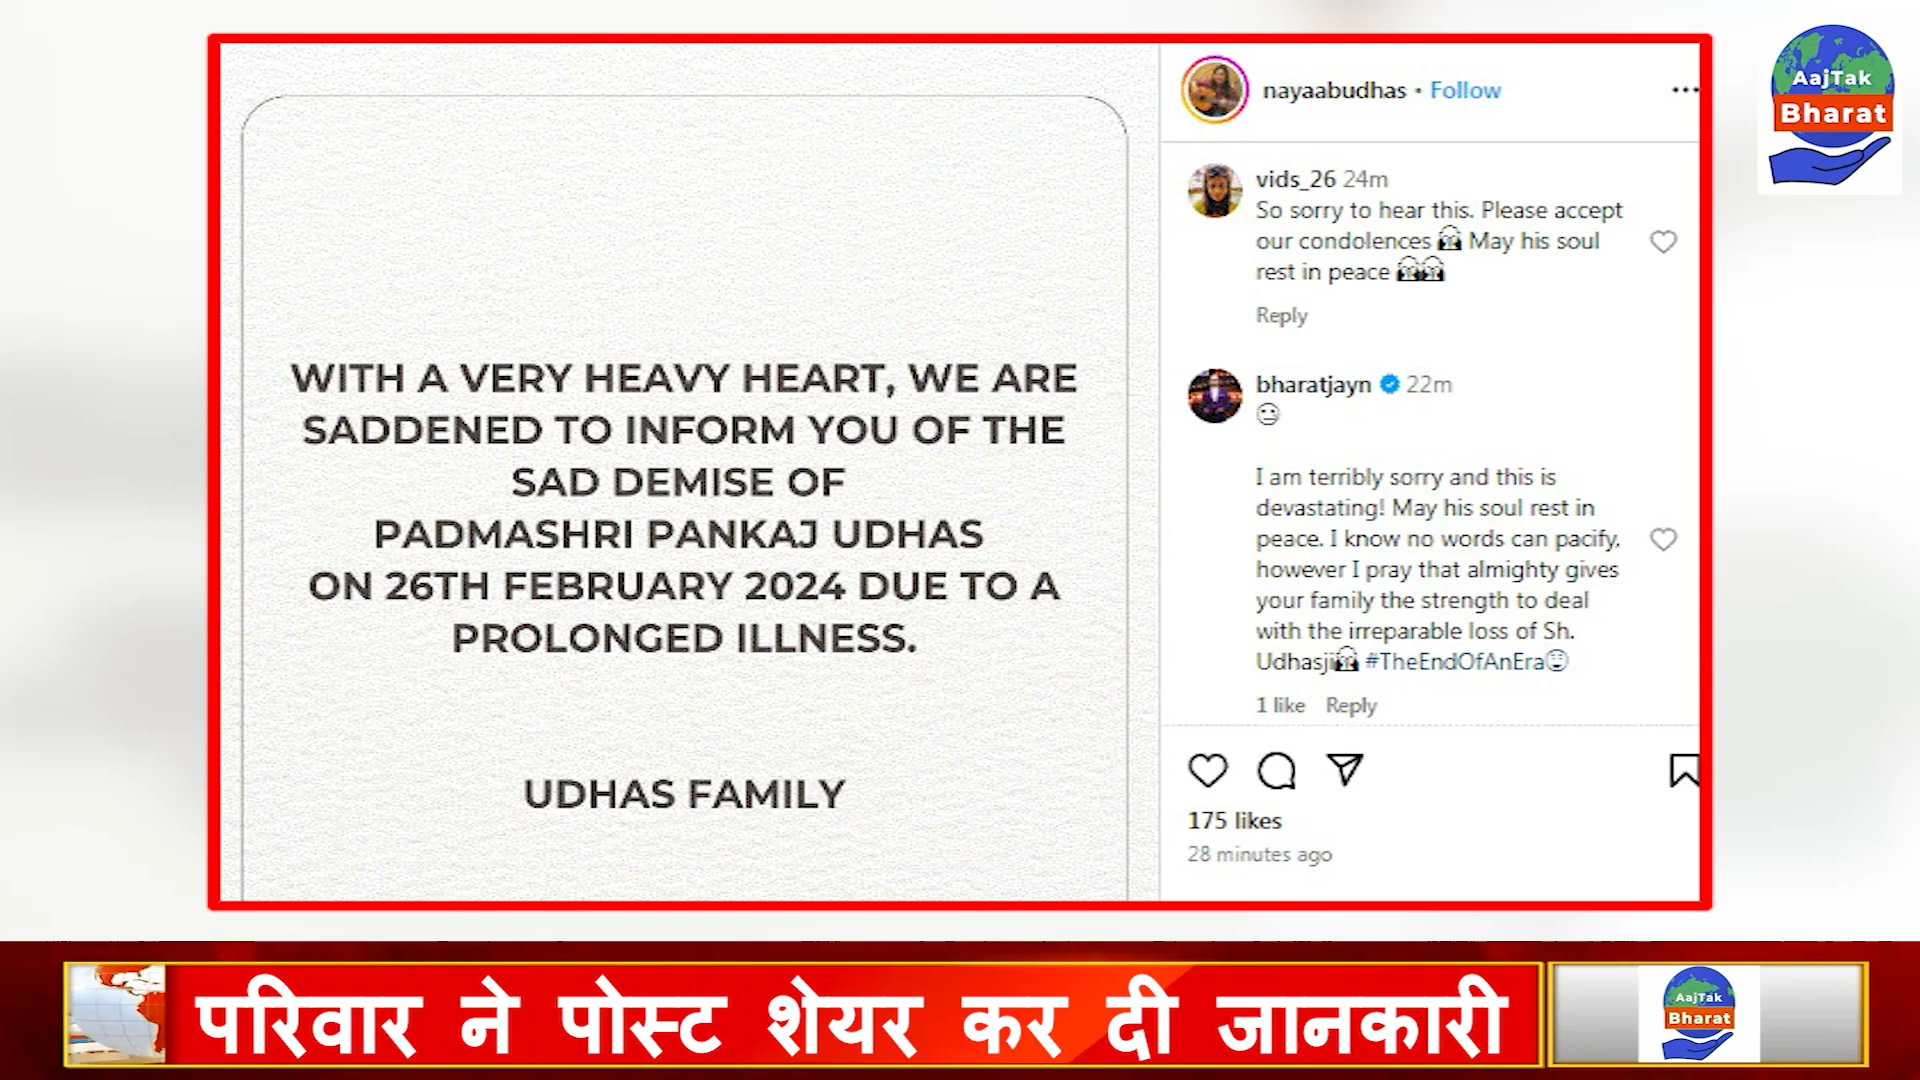 WITH A VERY HEAVY HEART, WE ARE
SADDENED TO INFORM YOU OF THE
SAD DEMISE OF
PADMASHRI PANKAJ UDHAS
ON 26TH FEBRUARY 2024 DUE TO A
PROLONGED ILLNESS.
UDHAS FAMILY
nayaabudhas • Follow
vids_26 24m
So sorry to hear this. Please accept
our condolences May his soul
rest in peace
Reply
bharatjayn 22m
I am terribly sorry and this is
devastating! May his soul rest in
peace. I know no words can pacify,
however I pray that almighty gives
your family the strength to deal
with the irreparable loss of Sh.
Udhasji #TheEndOfAnEra
1 like Reply
175 likes
28 minutes ago
AajTak
Bharat
परिवार ने पोस्ट शेयर कर दी जानकारी
AajTak
Bharat